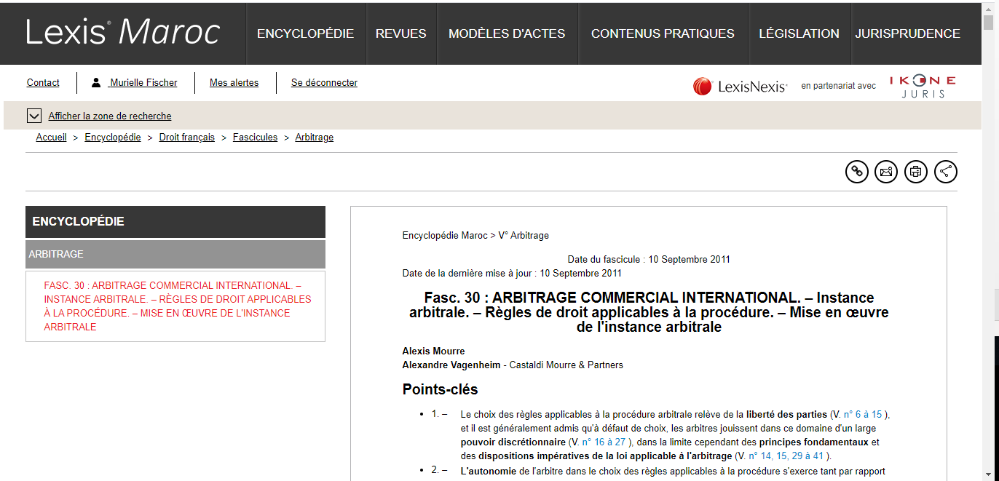 Lexis® Maroc
ENCYCLOPÉDIE
REVUES
MODÈLES D'ACTES
CONTENUS PRATIQUES
LÉGISLATION
JURISPRUDENCE
Contact
Murielle Fischer
Mes alertes
Se déconnecter
LexisNexis®
en partenariat avec
IKONE
JURIS
Afficher la zone de recherche
Accueil > Encyclopédie > Droit français > Fascicules > Arbitrage
ENCYCLOPÉDIE
ARBITRAGE
FASC. 30 : ARBITRAGE COMMERCIAL INTERNATIONAL. –
INSTANCE ARBITRALE. – RÈGLES DE DROIT APPLICABLES
À LA PROCÉDURE. – MISE EN ŒUVRE DE L'INSTANCE
ARBITRALE
Encyclopédie Maroc > V° Arbitrage
Date du fascicule : 10 Septembre 2011
Date de la dernière mise à jour : 10 Septembre 2011
Fasc. 30 : ARBITRAGE COMMERCIAL INTERNATIONAL. – Instance
arbitrale. – Règles de droit applicables à la procédure. – Mise en œuvre
de l'instance arbitrale
Alexis Mourre
Alexandre Vagenheim - Castaldi Mourre & Partners
Points-clés
• 1. – Le choix des règles applicables à la procédure arbitrale relève de la liberté des parties (V. n° 6 à 15 ),
et il est généralement admis qu'à défaut de choix, les arbitres jouissent dans ce domaine d'un large
pouvoir discrétionnaire (V. n° 16 à 27 ), dans la limite cependant des principes fondamentaux et
des dispositions impératives de la loi applicable à l'arbitrage (V. n° 14, 15, 29 à 41 ).
• 2. – L'autonomie de l'arbitre dans le choix des règles applicables à la procédure s'exerce tant par rapport